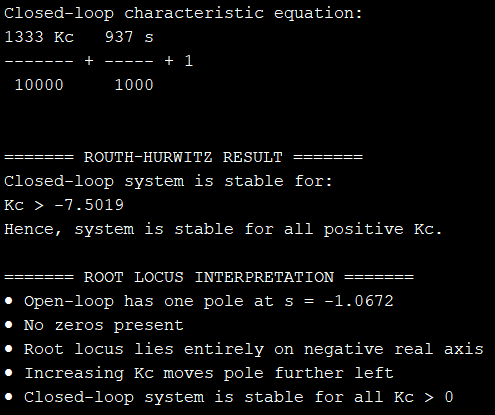 Closed-loop characteristic equation:
1333 Kc   937 s
------- + ----- + 1
 10000     1000
======= ROUTH-HURWITZ RESULT =======
Closed-loop system is stable for:
Kc > -7.5019
Hence, system is stable for all positive Kc.
======= ROOT LOCUS INTERPRETATION =======
• Open-loop has one pole at s = -1.0672
• No zeros present
• Root locus lies entirely on negative real axis
• Increasing Kc moves pole further left
• Closed-loop system is stable for all Kc > 0